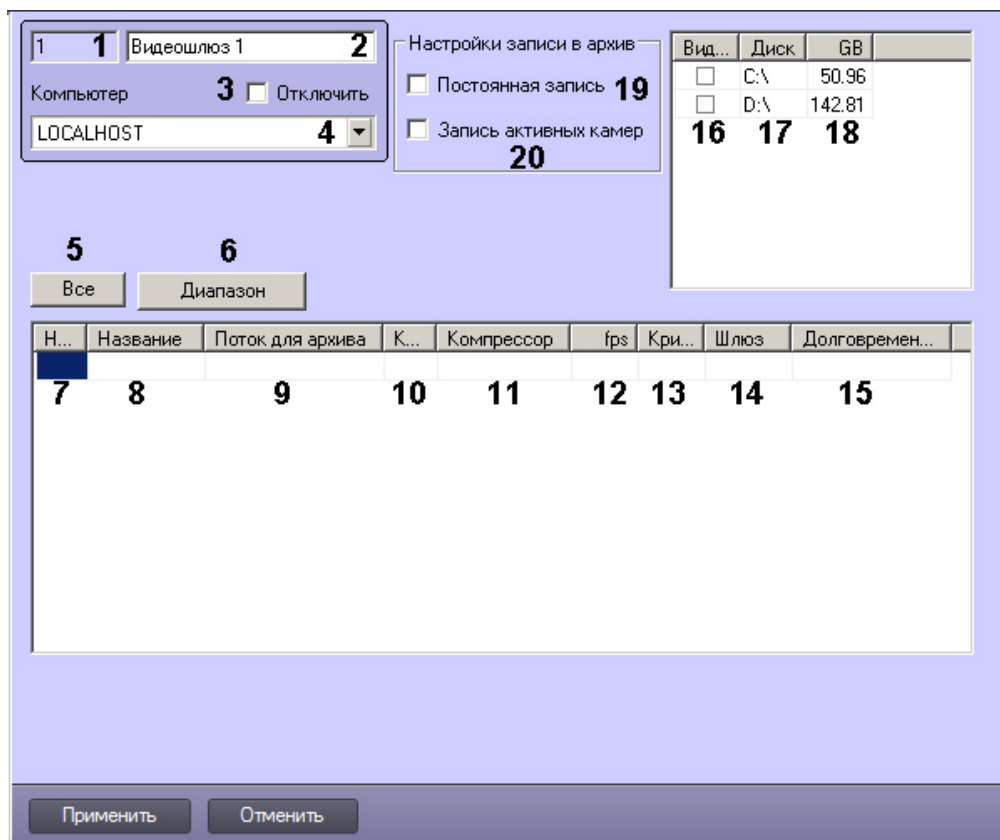 1 1 Видеошлюз 1 2
Компьютер 3 Отключить
LOCALHOST 4
Настройки записи в архив
Постоянная запись 19
Запись активных камер
20
Вид... Диск GB
C:\ 50.96
D:\ 142.81
16 17 18
5 6
Все Диапазон
Н... Название Поток для архива К... Компрессор fps Кри... Шлюз Долговремен...
7 8 9 10 11 12 13 14 15
Применить Отменить